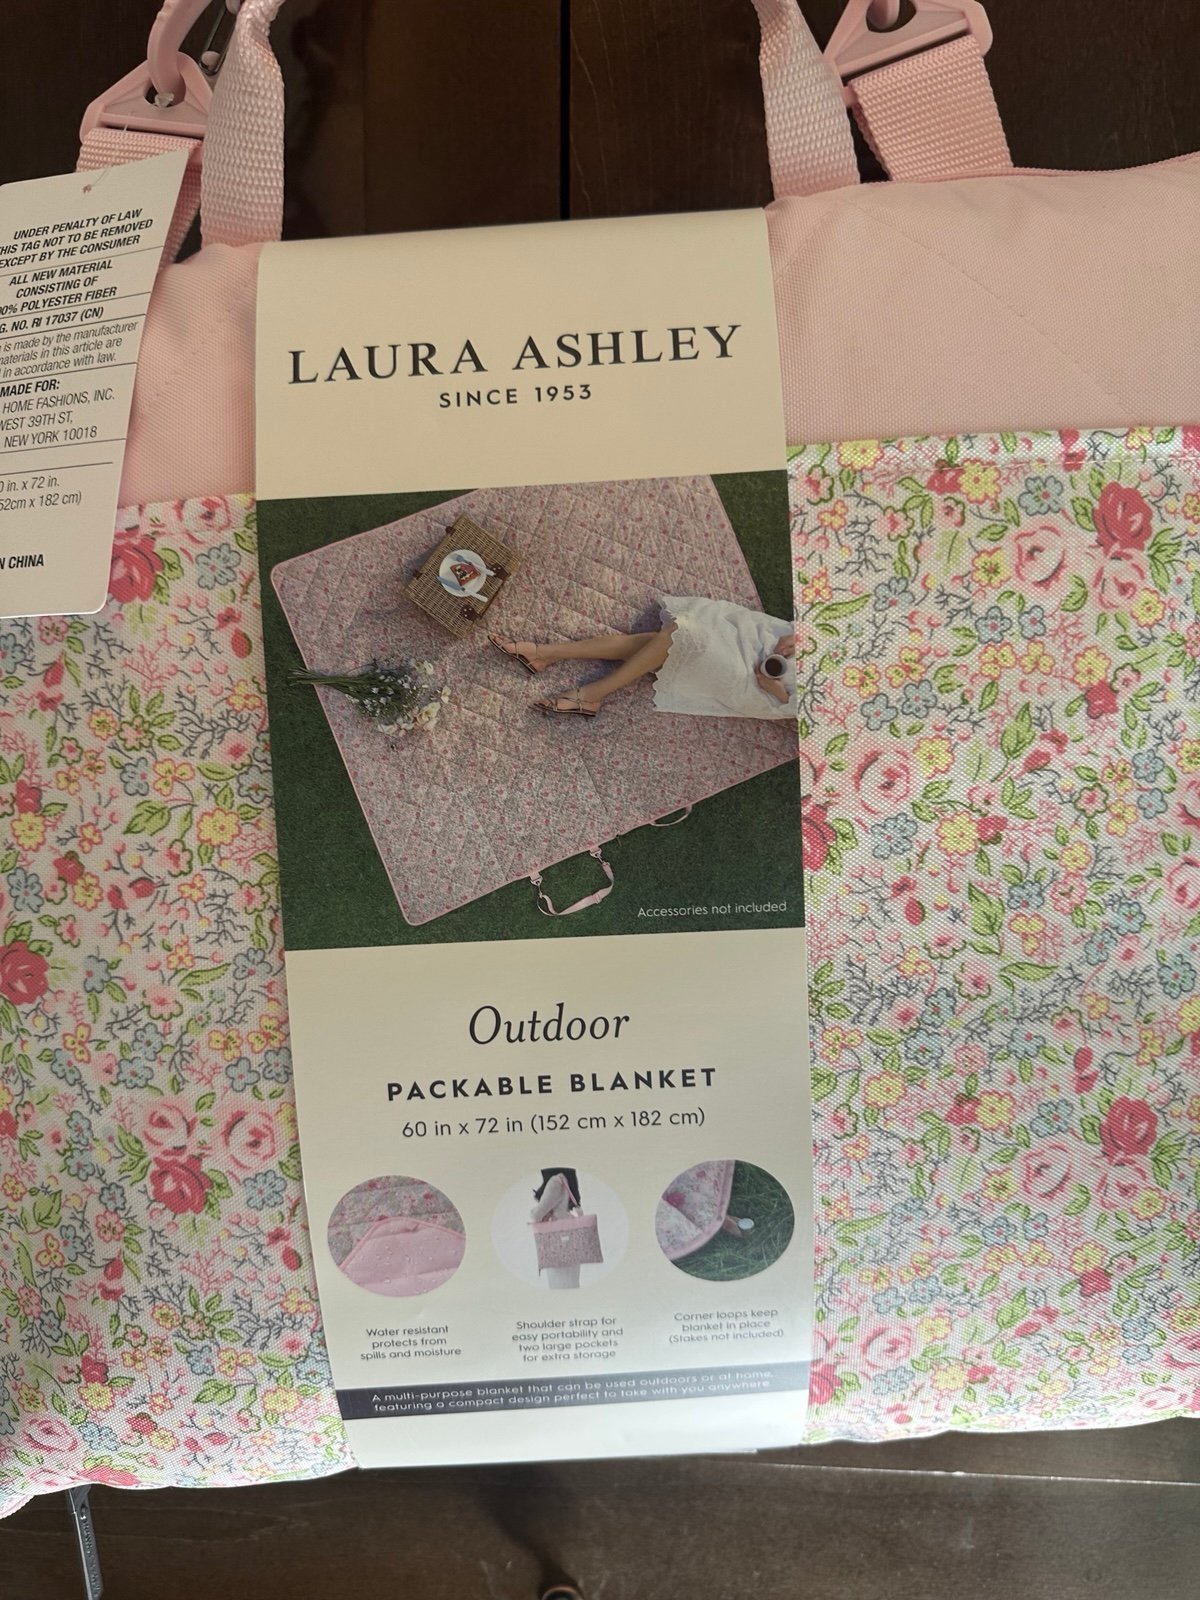 UNDER PENALTY OF LAW
THIS TAG NOT TO BE REMOVED
EXCEPT BY THE CONSUMER
ALL NEW MATERIAL
CONSISTING OF
POLYESTER FIBER
NO. RI 17037 (CN)
is made by the manufacturer
materials in this article are
in accordance with law.
MADE FOR:
HOME FASHIONS, INC.
WEST 39TH ST,
NEW YORK 10018
in. x 72 in.
x 182 cm)
CHINA
LAURA ASHLEY
SINCE 1953
Accessories not included
Outdoor
PACKABLE BLANKET
60 in x 72 in (152 cm x 182 cm)
Water resistant
protects from
spills and moisture
Shoulder strap for
easy portability and
two large pockets
for extra storage
Corner loops keep
blanket in place
(Stakes not included)
A multi-purpose blanket that can be used outdoors or at home,
featuring a compact design perfect to take with you anywhere